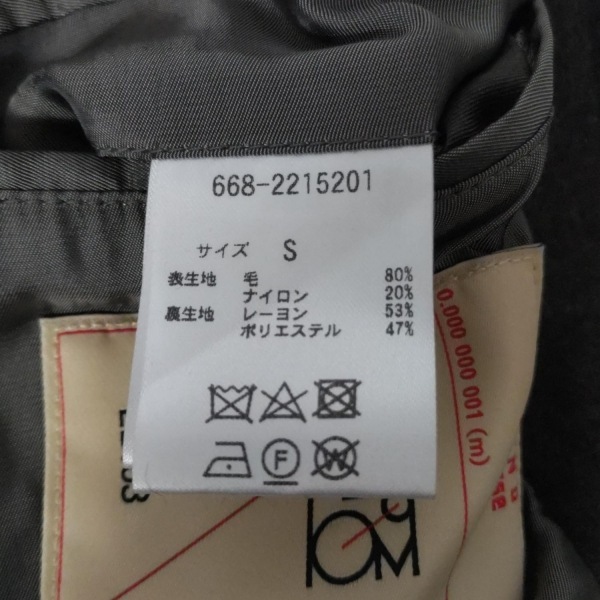 668-2215201
サイズ S
表生地 毛 80%
ナイロン 20%
裏生地 レーヨン 53%
ポリエステル 47%
F
W
0.000 000 001 (m)